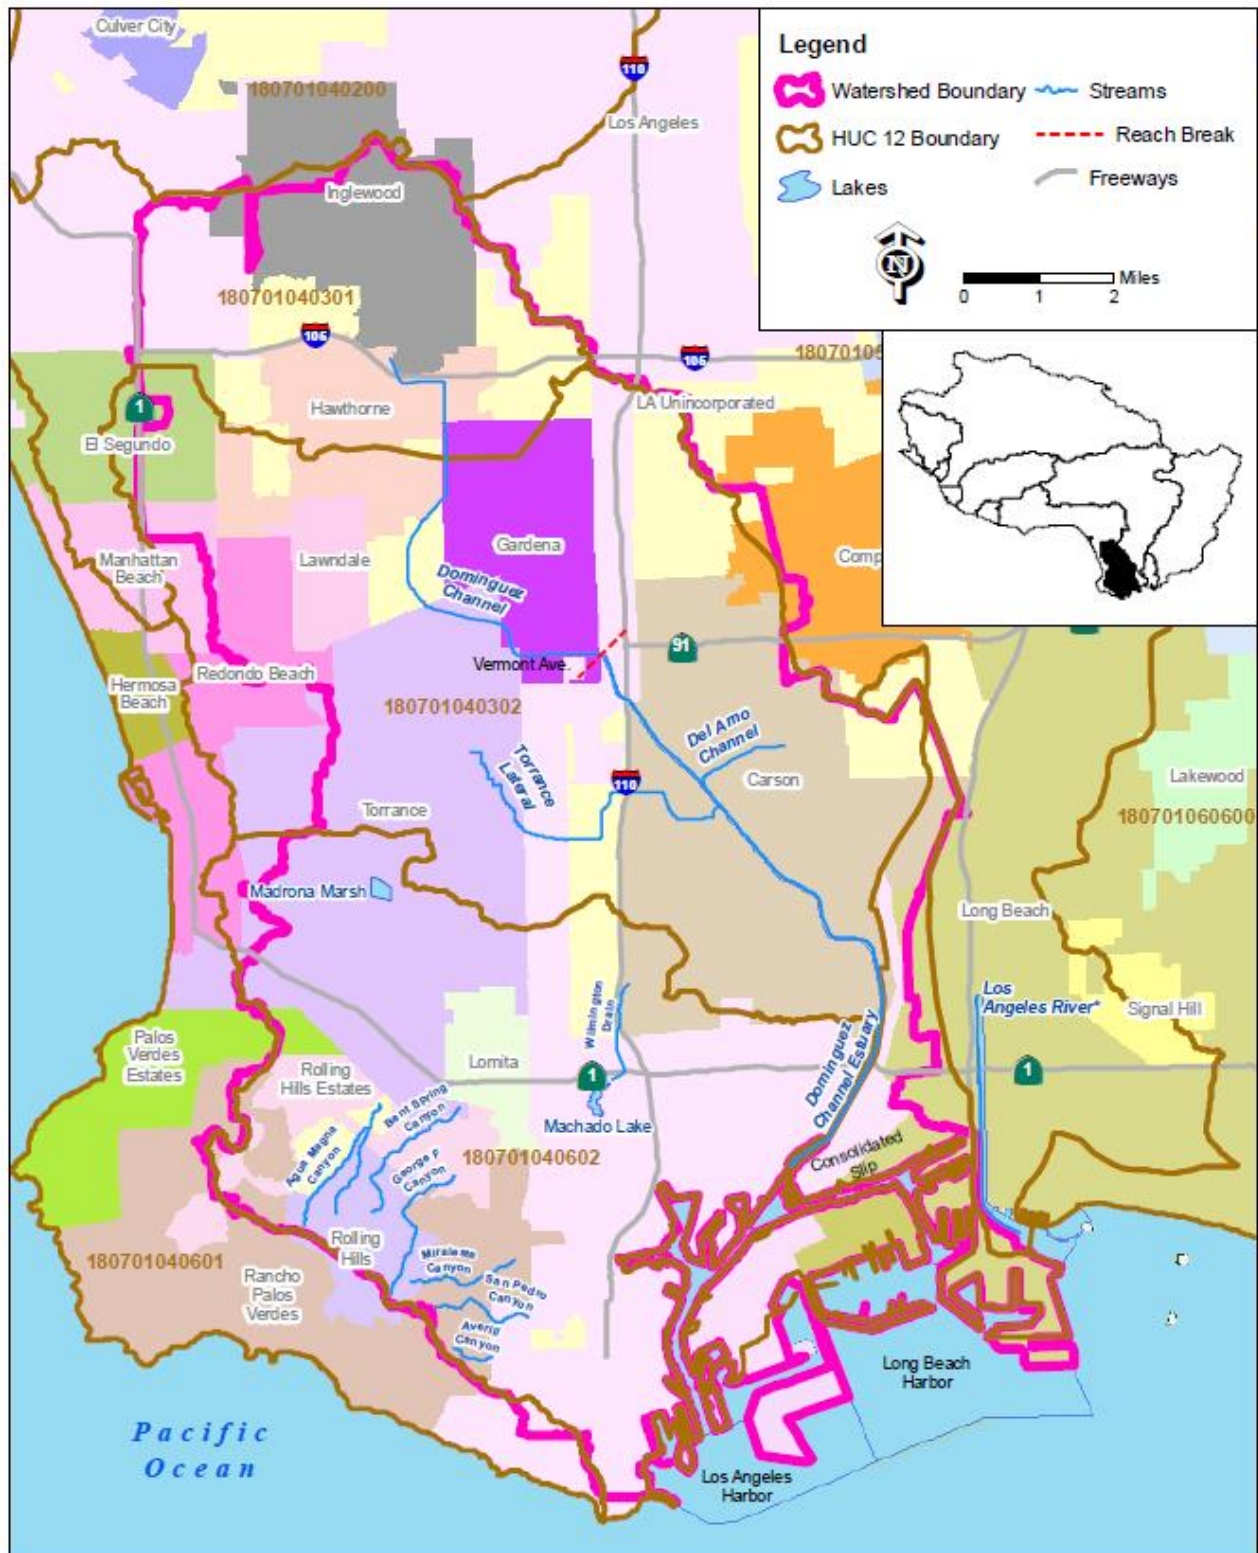 Culver City
110
Legend
Watershed Boundary
Streams
HUC 12 Boundary
Reach Break
Lakes
Freeways
N
Miles
0 1 2
180701040200
Los Angeles
Inglewood
180701040301
105
105
1807010
Hawthorne
LA Unincorporated
1
El Segundo
Gardena
Manhattan
Beach
Lawndale
Comp
Dominguez
Channel
91
Vermont Ave.
Redondo Beach
Hermosa
Beach
180701040302
Del Amo
Channel
Torrance
Lateral
110
Carson
Lakewood
Torrance
180701060600
Madrona Marsh
Long Beach
Los
Angeles River*
Signal Hill
Wilmington
Drain
Palos
Verdes
Estates
Rolling
Hills Estates
Lomita
1
1
Dominguez
Channel Estuary
Machado Lake
Bent Spring
Canyon
Agua Magna
Canyon
George F
Canyon
180701040602
Consolidated
Slip
Rolling
Hills
180701040601
Rancho
Palos
Verdes
Miraleste
Canyon
San Pedro
Canyon
Averill
Canyon
Long Beach
Harbor
Pacific
Ocean
Los Angeles
Harbor